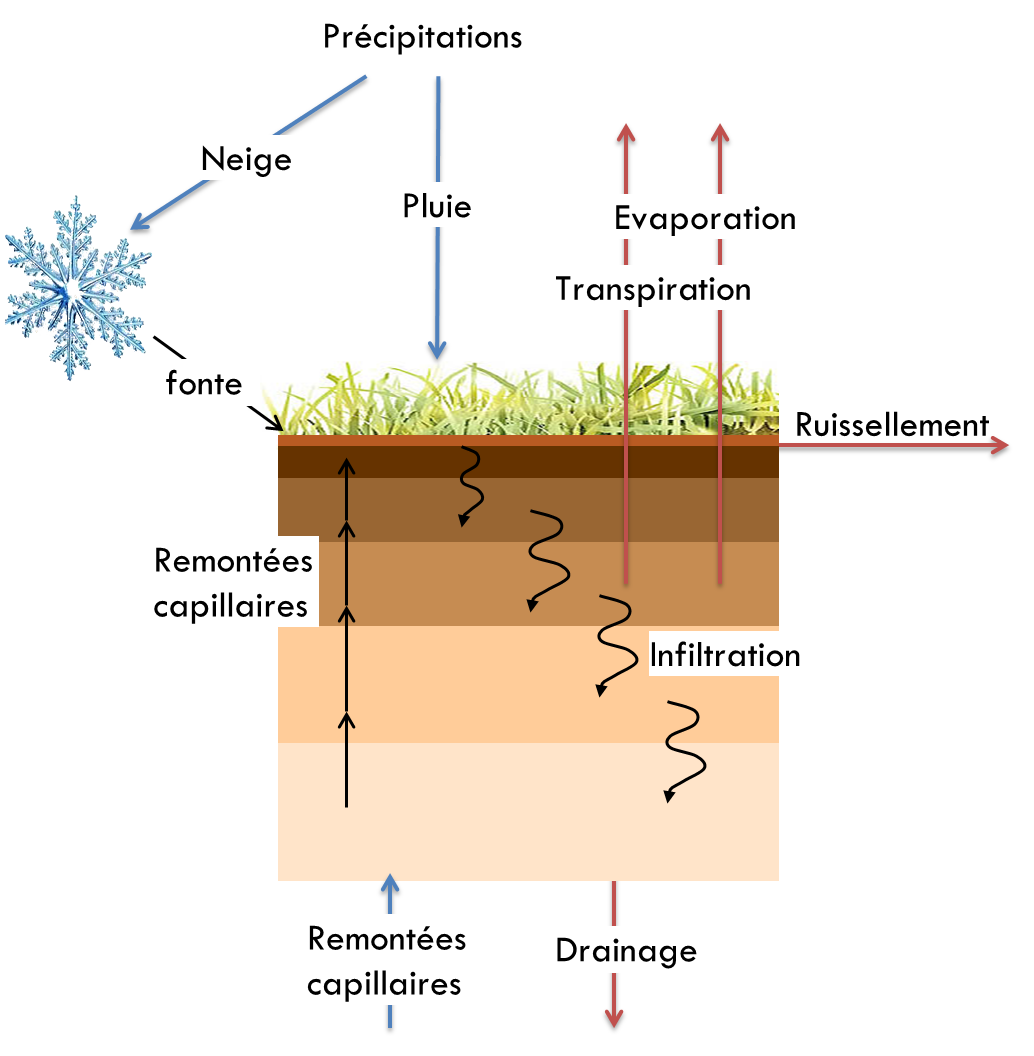 Précipitations
Neige
Pluie
Evaporation
Transpiration
fonte
Ruissellement
Remontées
capillaires
Infiltration
Remontées
capillaires
Drainage